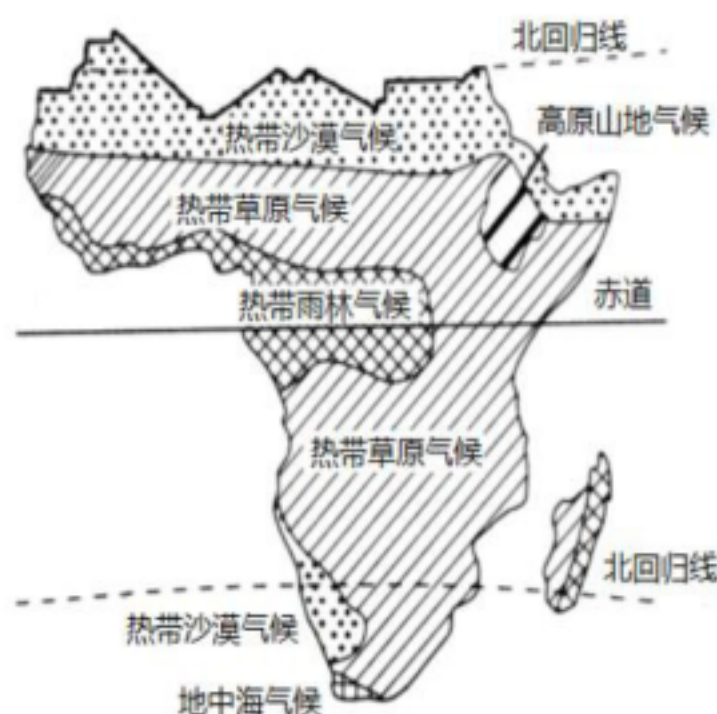 北回归线
高原山地气候
热带沙漠气候
热带草原气候
赤道
热带雨林气候
热带草原气候
北回归线
热带沙漠气候
地中海气候